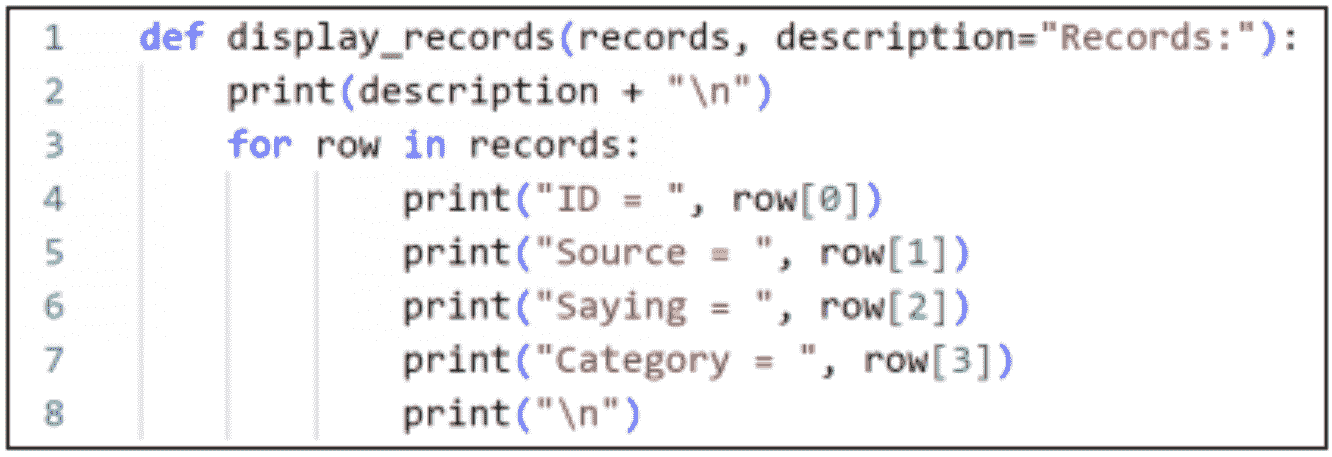 1 def display_records(records, description="Records:"):
2 print(description + "\n")
3 for row in records:
4 print("ID = ", row[0])
5 print("Source = ", row[1])
6 print("Saying = ", row[2])
7 print("Category = ", row[3])
8 print("\n")